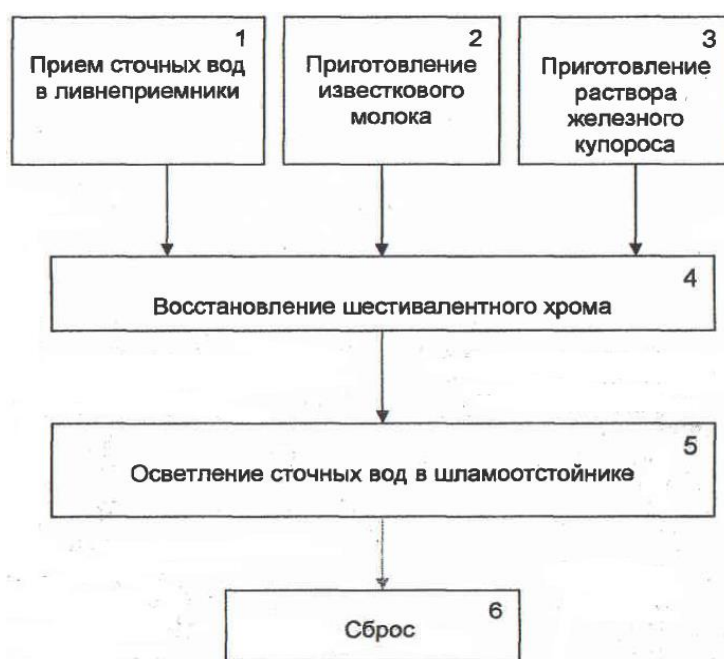 1
Прием сточных вод
в ливнеприемники
2
Приготовление
известкового
молока
3
Приготовление
раствора
железного
купороса
4
Восстановление шестивалентного хрома
5
Осветление сточных вод в шламоотстойнике
6
Сброс